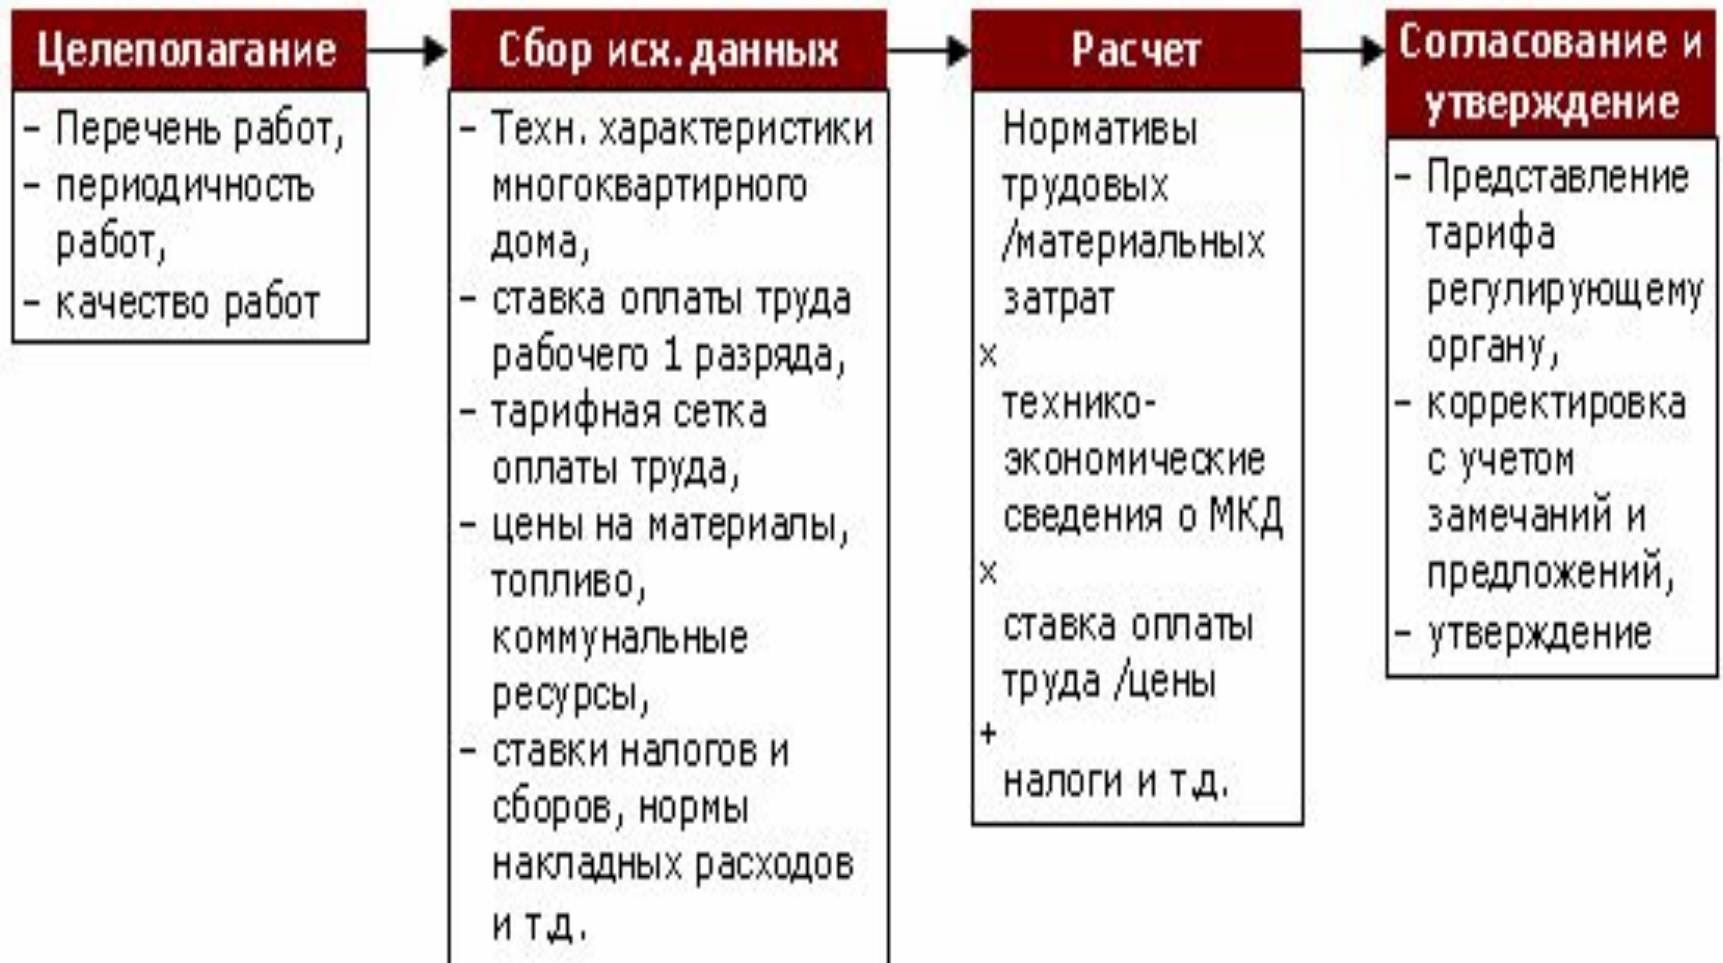 Целеполагание
– Перечень работ,
– периодичность
работ,
– качество работ
Сбор исх. данных
– Техн. характеристики
многоквартирного
дома,
– ставка оплаты труда
рабочего 1 разряда,
– тарифная сетка
оплаты труда,
– цены на материалы,
топливо,
коммунальные
ресурсы,
– ставки налогов и
сборов, нормы
накладных расходов
и т.д.
Расчет
Нормативы
трудовых
/материальных
затрат
x
технико-
экономические
сведения о МКД
x
ставка оплаты
труда /цены
+
налоги и т.д.
Согласование и
утверждение
– Представление
тарифа
регулирующему
органу,
– корректировка
с учетом
замечаний и
предложений,
– утверждение